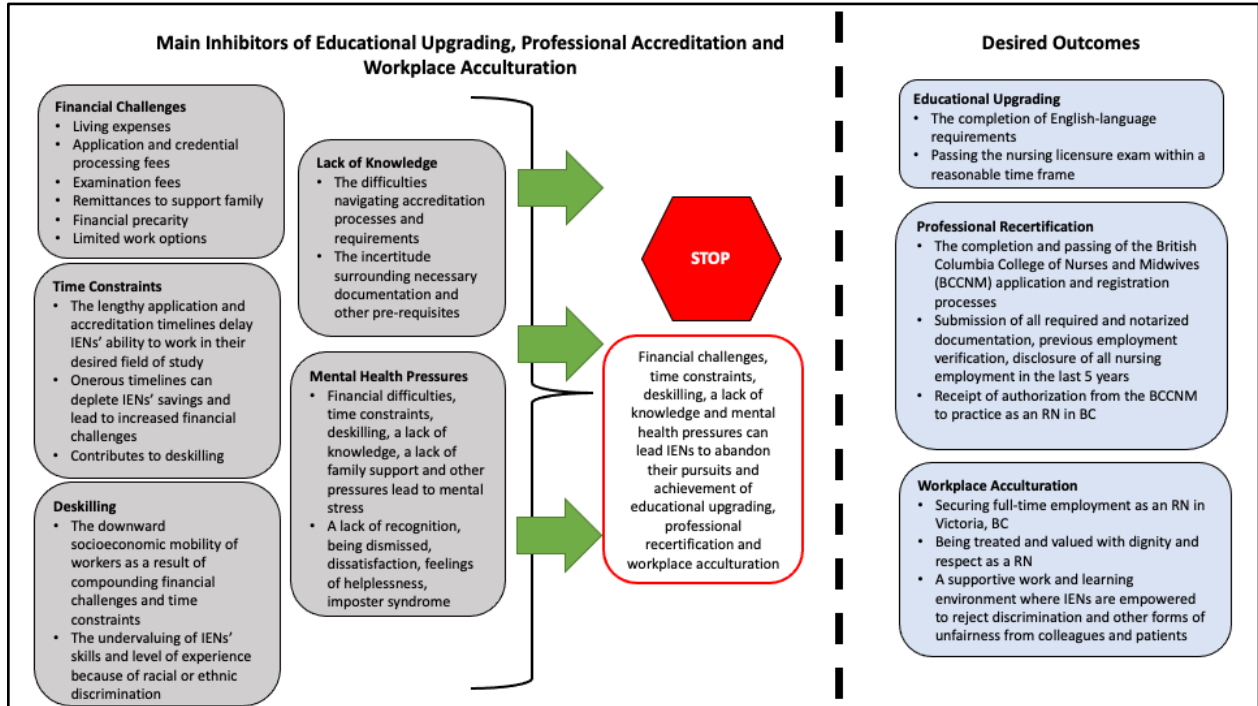 Main Inhibitors of Educational Upgrading, Professional Accreditation and
Workplace Acculturation
Financial Challenges
• Living expenses
• Application and credential
processing fees
• Examination fees
• Remittances to support family
• Financial precarity
• Limited work options
Time Constraints
• The lengthy application and
accreditation timelines delay
IENs’ ability to work in their
desired field of study
• Onerous timelines can
deplete IENs’ savings and
lead to increased financial
challenges
• Contributes to deskilling
Deskilling
• The downward
socioeconomic mobility of
workers as a result of
compounding financial
challenges and time
constraints
• The undervaluing of IENs’
skills and level of experience
because of racial or ethnic
discrimination
Lack of Knowledge
• The difficulties
navigating accreditation
processes and
requirements
• The incertitude
surrounding necessary
documentation and
other pre-requisites
Mental Health Pressures
• Financial difficulties,
time constraints,
deskilling, a lack of
knowledge, a lack of
family support and other
pressures lead to mental
stress
• A lack of recognition,
being dismissed,
dissatisfaction, feelings
of helplessness,
imposter syndrome
STOP
Financial challenges,
time constraints,
deskilling, a lack of
knowledge and mental
health pressures can
lead IENs to abandon
their pursuits and
achievement of
educational upgrading,
professional
recertification and
workplace acculturation
Desired Outcomes
Educational Upgrading
• The completion of English-language
requirements
• Passing the nursing licensure exam within a
reasonable time frame
Professional Recertification
• The completion and passing of the British
Columbia College of Nurses and Midwives
(BCCNM) application and registration
processes
• Submission of all required and notarized
documentation, previous employment
verification, disclosure of all nursing
employment in the last 5 years
• Receipt of authorization from the BCCNM
to practice as an RN in BC
Workplace Acculturation
• Securing full-time employment as an RN in
Victoria, BC
• Being treated and valued with dignity and
respect as a RN
• A supportive work and learning
environment where IENs are empowered
to reject discrimination and other forms of
unfairness from colleagues and patients